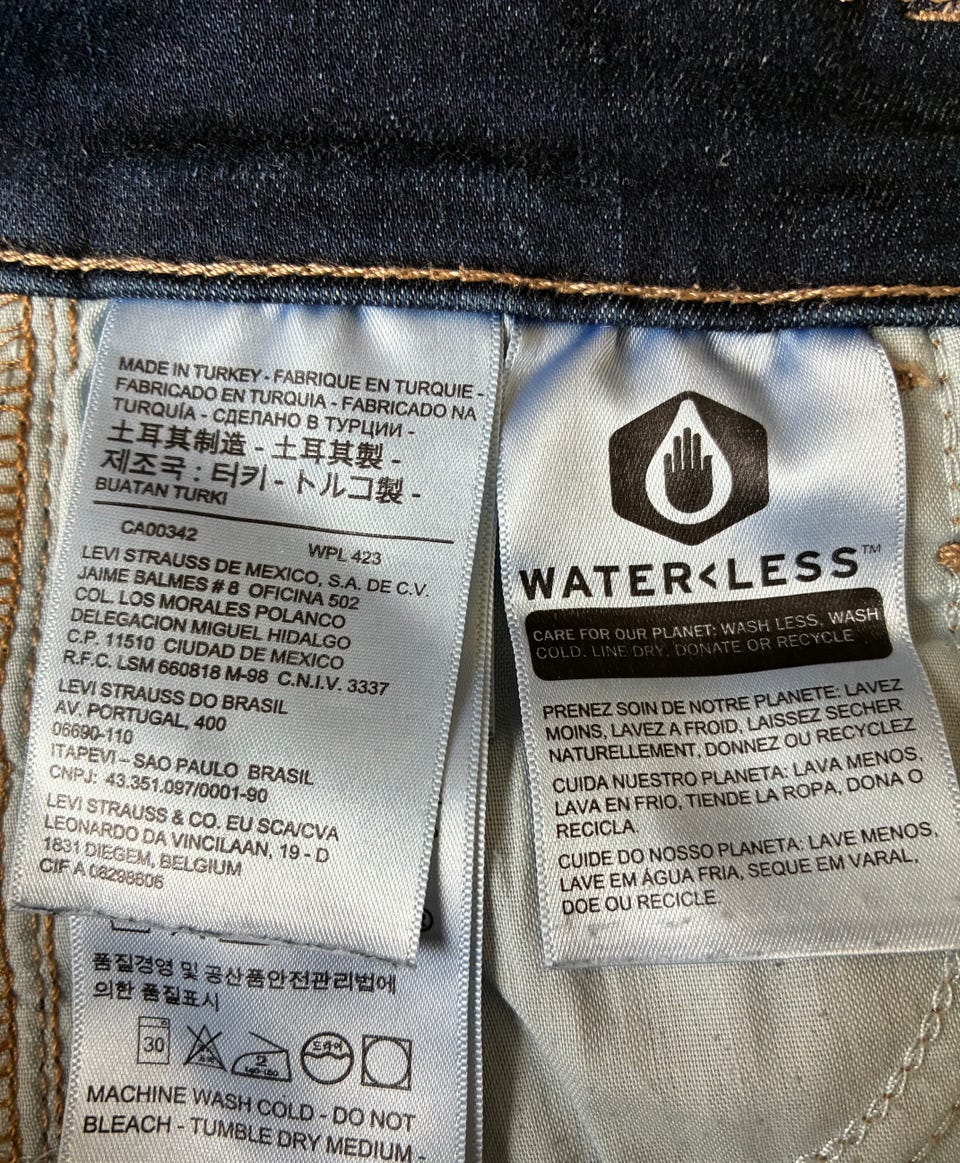 MADE IN TURKEY - FABRIQUE EN TURQUIE -
FABRICADO EN TURQUIA - FABRICADO NA
TURQUÍA - СДЕЛАНО В ТУРЦИИ -
土耳其制造 - 土耳其製 -
제조국 : 터키 - トルコ製 -
BUATAN TURKI
CA00342 WPL 423
LEVI STRAUSS DE MEXICO, S.A. DE C.V.
JAIME BALMES # 8 OFICINA 502
COL. LOS MORALES POLANCO
DELEGACION MIGUEL HIDALGO
C.P. 11510 CIUDAD DE MEXICO
R.F.C. LSM 660818 M-98 C.N.I.V. 3337
LEVI STRAUSS DO BRASIL
AV. PORTUGAL, 400
06690-110
ITAPEVI – SAO PAULO BRASIL
CNPJ: 43.351.097/0001-90
LEVI STRAUSS & CO. EU SCA/CVA
LEONARDO DA VINCILAAN, 19 - D
1831 DIEGEM, BELGIUM
CIF A 08298606
품질경영 및 공산품안전관리법에
의한 품질표시
30
드라이
MACHINE WASH COLD - DO NOT
BLEACH - TUMBLE DRY MEDIUM -
WATER<LESS™
CARE FOR OUR PLANET: WASH LESS, WASH
COLD. LINE DRY, DONATE OR RECYCLE
PRENEZ SOIN DE NOTRE PLANETE: LAVEZ
MOINS, LAVEZ A FROID, LAISSEZ SECHER
NATURELLEMENT, DONNEZ OU RECYCLEZ
CUIDA NUESTRO PLANETA: LAVA MENOS,
LAVA EN FRIO, TIENDE LA ROPA, DONA O
RECICLA.
CUIDE DO NOSSO PLANETA: LAVE MENOS,
LAVE EM ÁGUA FRIA, SEQUE EM VARAL,
DOE OU RECICLE.